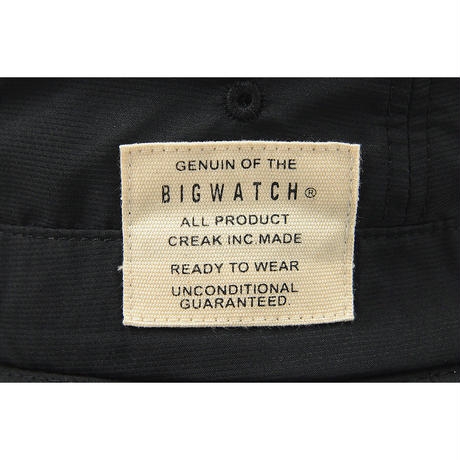 GENUIN OF THE
BIGWATCH®
ALL PRODUCT
CREAK INC.MADE
READY TO WEAR
UNCONDITIONAL
GUARANTEED.